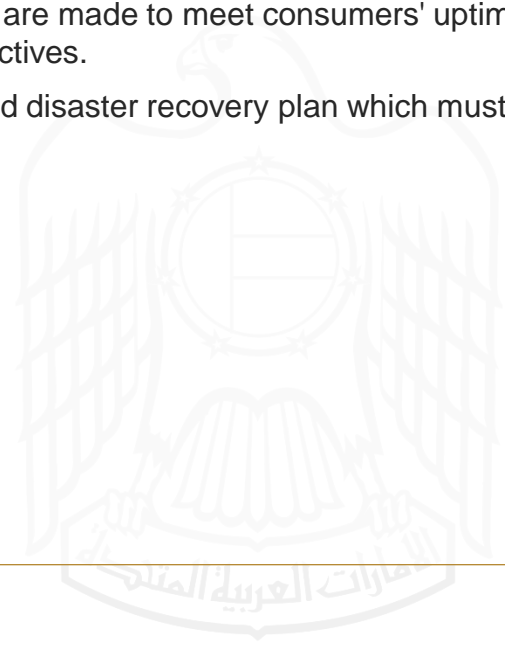 are made to meet consumers' uptim
ctives.
d disaster recovery plan which must
الإمارات العربية المتحدة